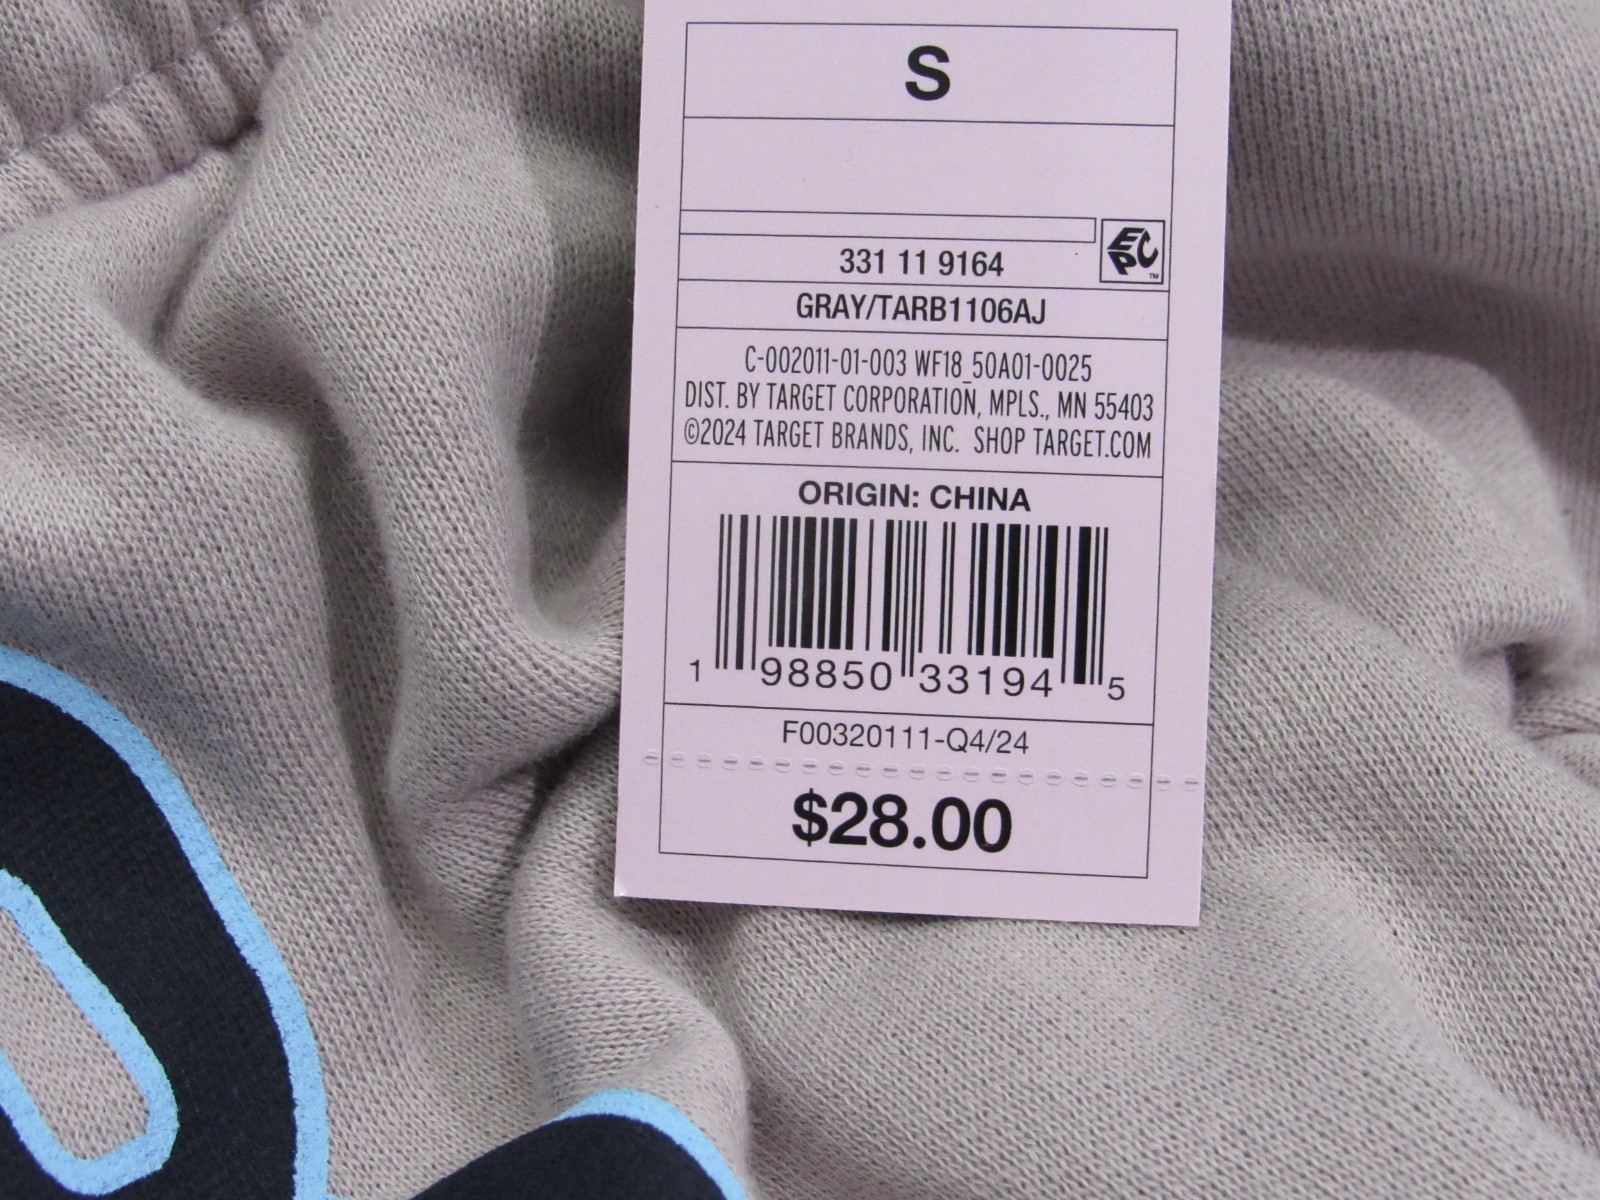 S
EPC™
331 11 9164
GRAY/TARB1106AJ
C-002011-01-003 WF18_50A01-0025
DIST. BY TARGET CORPORATION, MPLS., MN 55403
©2024 TARGET BRANDS, INC. SHOP TARGET.COM
ORIGIN: CHINA
1 98850 33194 5
F00320111-Q4/24
$28.00